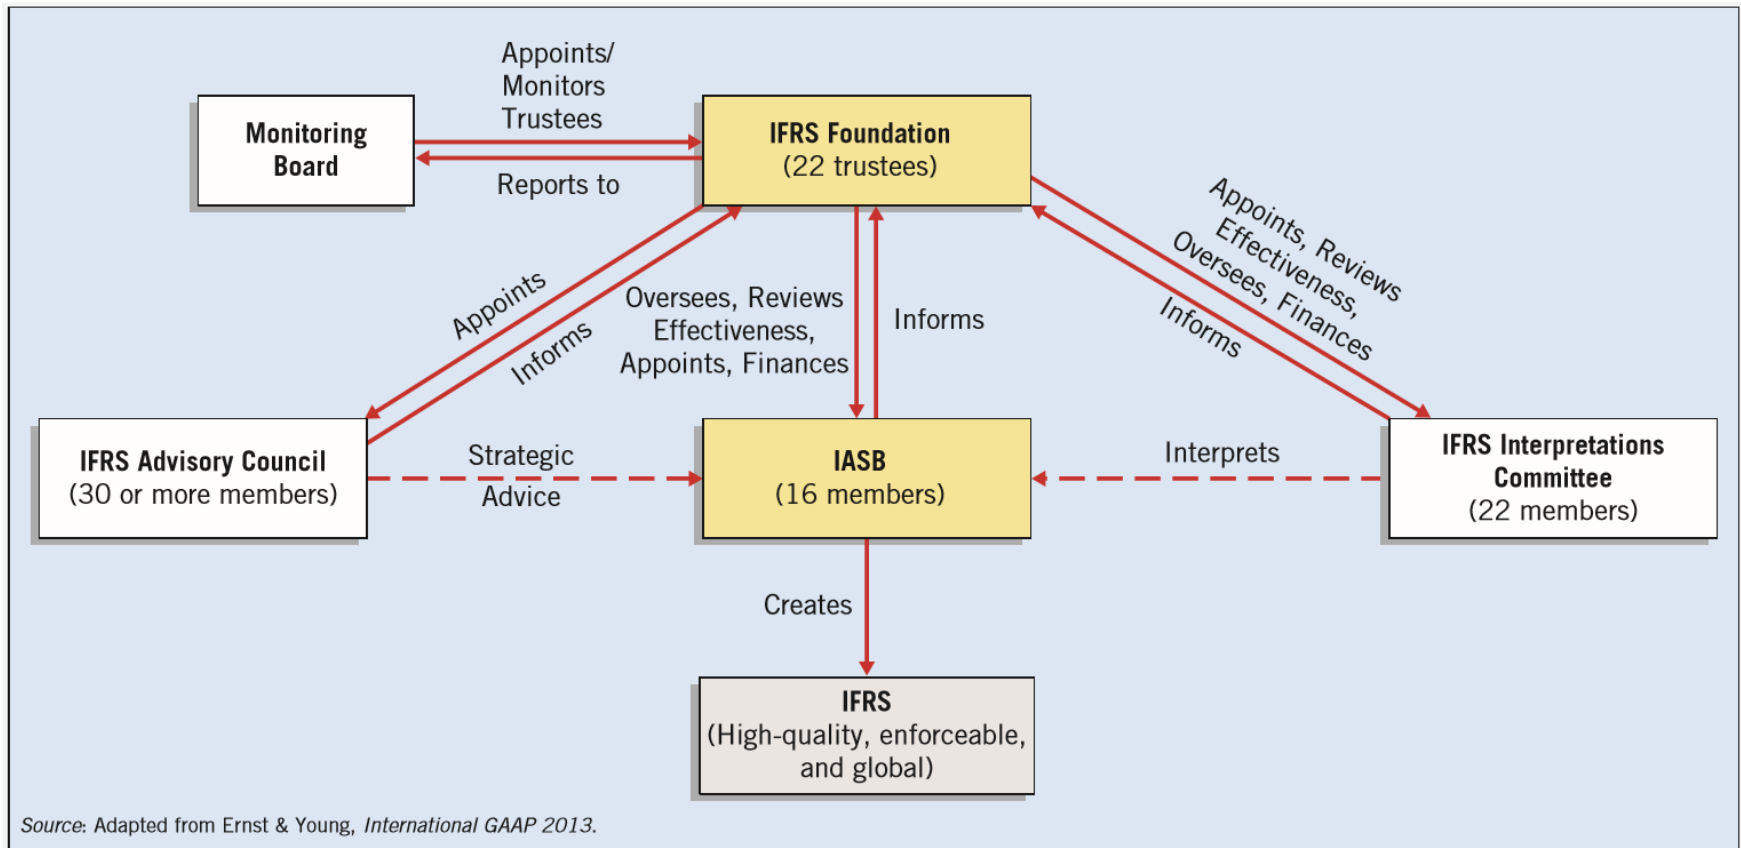 Appoints/
Monitors
Trustees
Monitoring
Board
IFRS Foundation
(22 trustees)
Reports to
Appoints
Informs
Oversees, Reviews
Effectiveness,
Appoints, Finances
Informs
Appoints, Reviews
Effectiveness,
Oversees, Finances
Informs
IFRS Advisory Council
(30 or more members)
Strategic
Advice
IASB
(16 members)
Interprets
IFRS Interpretations
Committee
(22 members)
Creates
IFRS
(High-quality, enforceable,
and global)
Source: Adapted from Ernst & Young, International GAAP 2013.